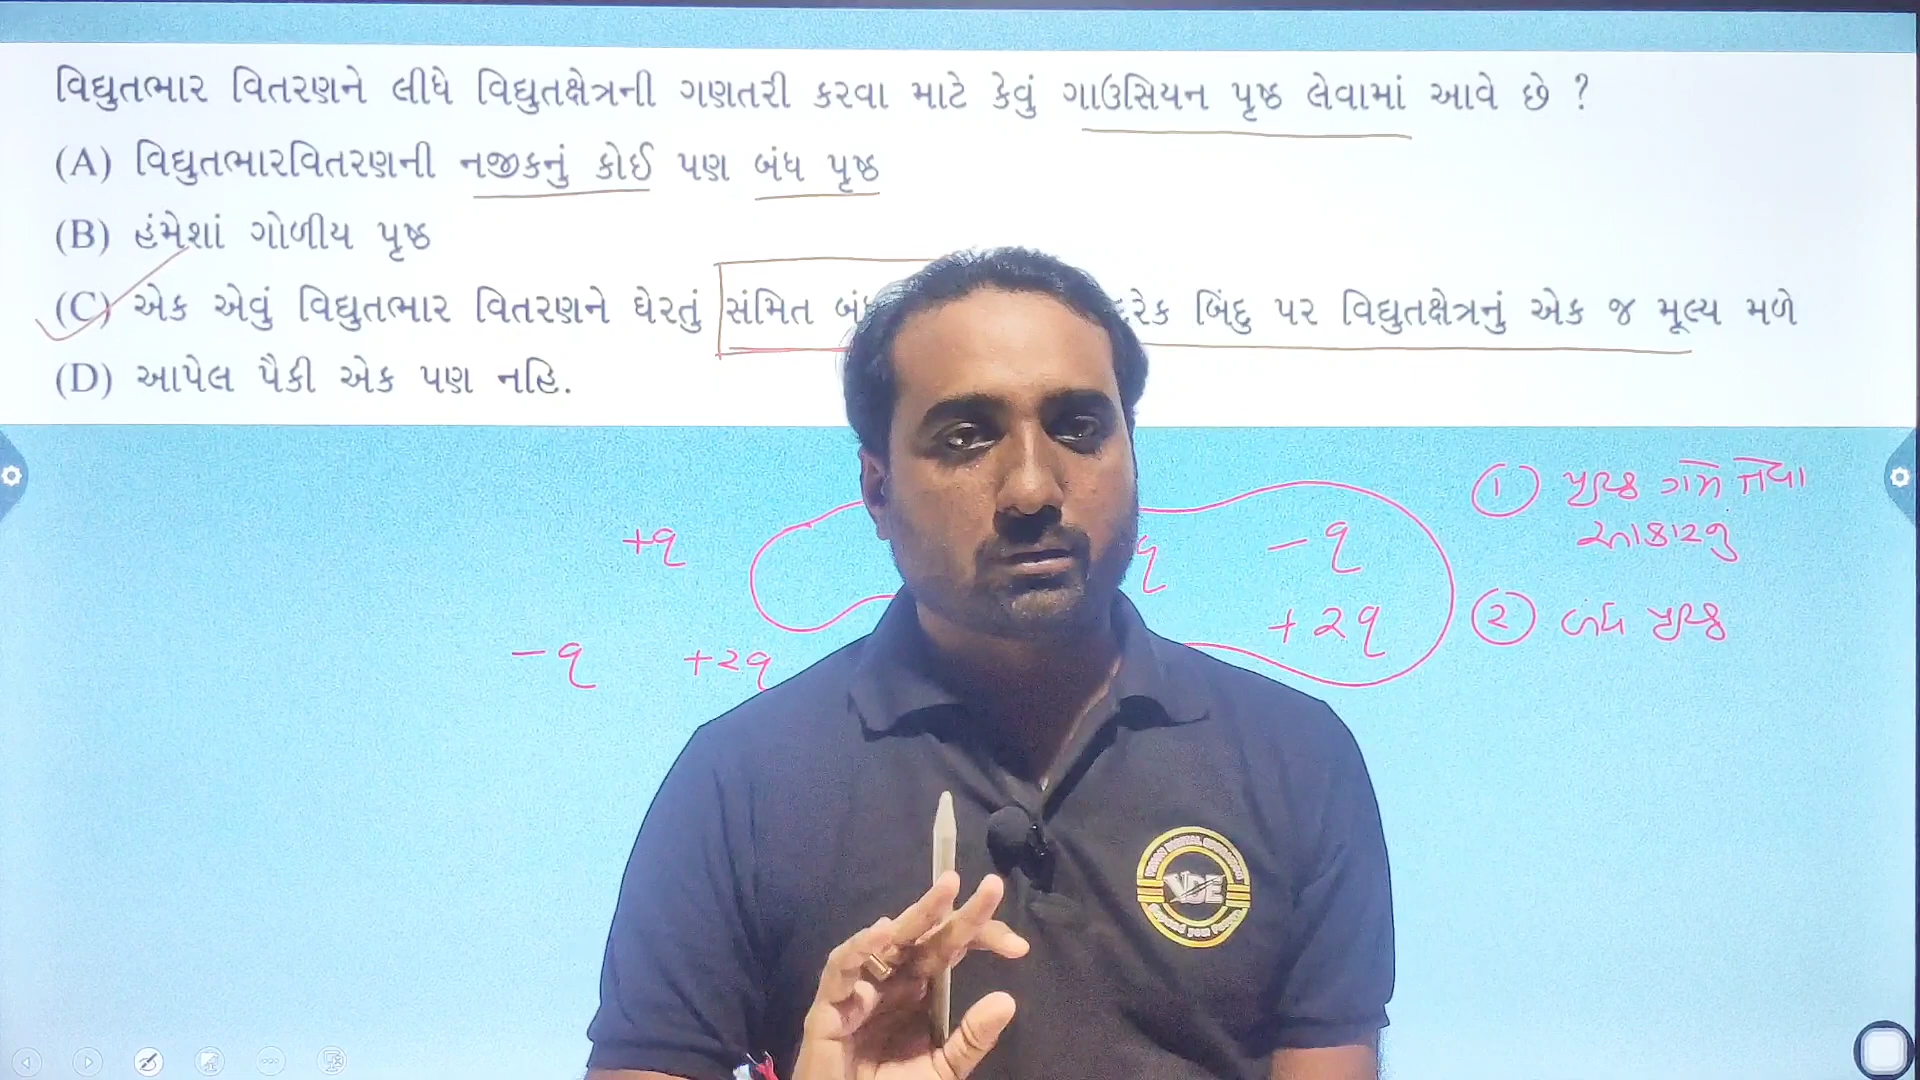 વિદ્યુતભાર વિતરણને લીધે વિદ્યુતક્ષેત્રની ગણતરી કરવા માટે કેવું ગાઉસિયન પૃષ્ઠ લેવામાં આવે છે ?
(A) વિદ્યુતભારવિતરણની નજીકનું કોઈ પણ બંધ પૃષ્ઠ
(B) હંમેશાં ગોળીય પૃષ્ઠ
(C) એક એવું વિદ્યુતભાર વિતરણને ઘેરતું સંમિત દરેક બિંદુ પર વિદ્યુતક્ષેત્રનું એક જ મૂલ્ય મળે
(D) આપેલ પૈકી એક પણ નહિ.
① પૃષ્ઠ ગમે તેવા
આકારનુ
+q q -q
+2q ② બંધ પૃષ્ઠ
-q +2q
VDE